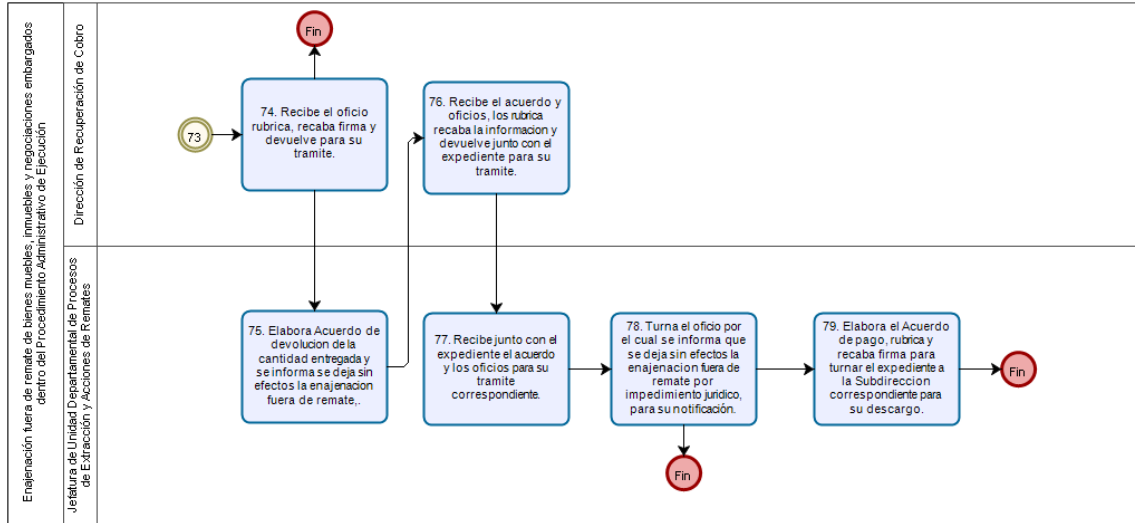 Enajenación fuera de remate de bienes muebles, inmuebles y negociaciones embargados
dentro del Procedimiento Administrativo de Ejecución
Dirección de Recuperación de Cobro
Fin
73
74. Recibe el oficio
rubrica, recaba firma y
devuelve para su
tramite.
76. Recibe el acuerdo y
oficios, los rubrica
recaba la informacion y
devuelve junto con el
expediente para su
tramite.
Jefatura de Unidad Departamental de Procesos
de Extracción y Acciones de Remates
75. Elabora Acuerdo de
devolucion de la
cantidad entregada y
se informa se deja sin
efectos la enajenacion
fuera de remate,.
77. Recibe junto con el
expediente el acuerdo
y los oficios para su
tramite
correspondiente.
78. Turna el oficio por
el cual se informa que
se deja sin efectos la
enajenacion fuera de
remate por
impedimento juridico,
para su notificación.
79. Elabora el Acuerdo
de pago, rubrica y
recaba firma para
turnar el expediente a
la Subdireccion
correspondiente para
su descargo.
Fin
Fin